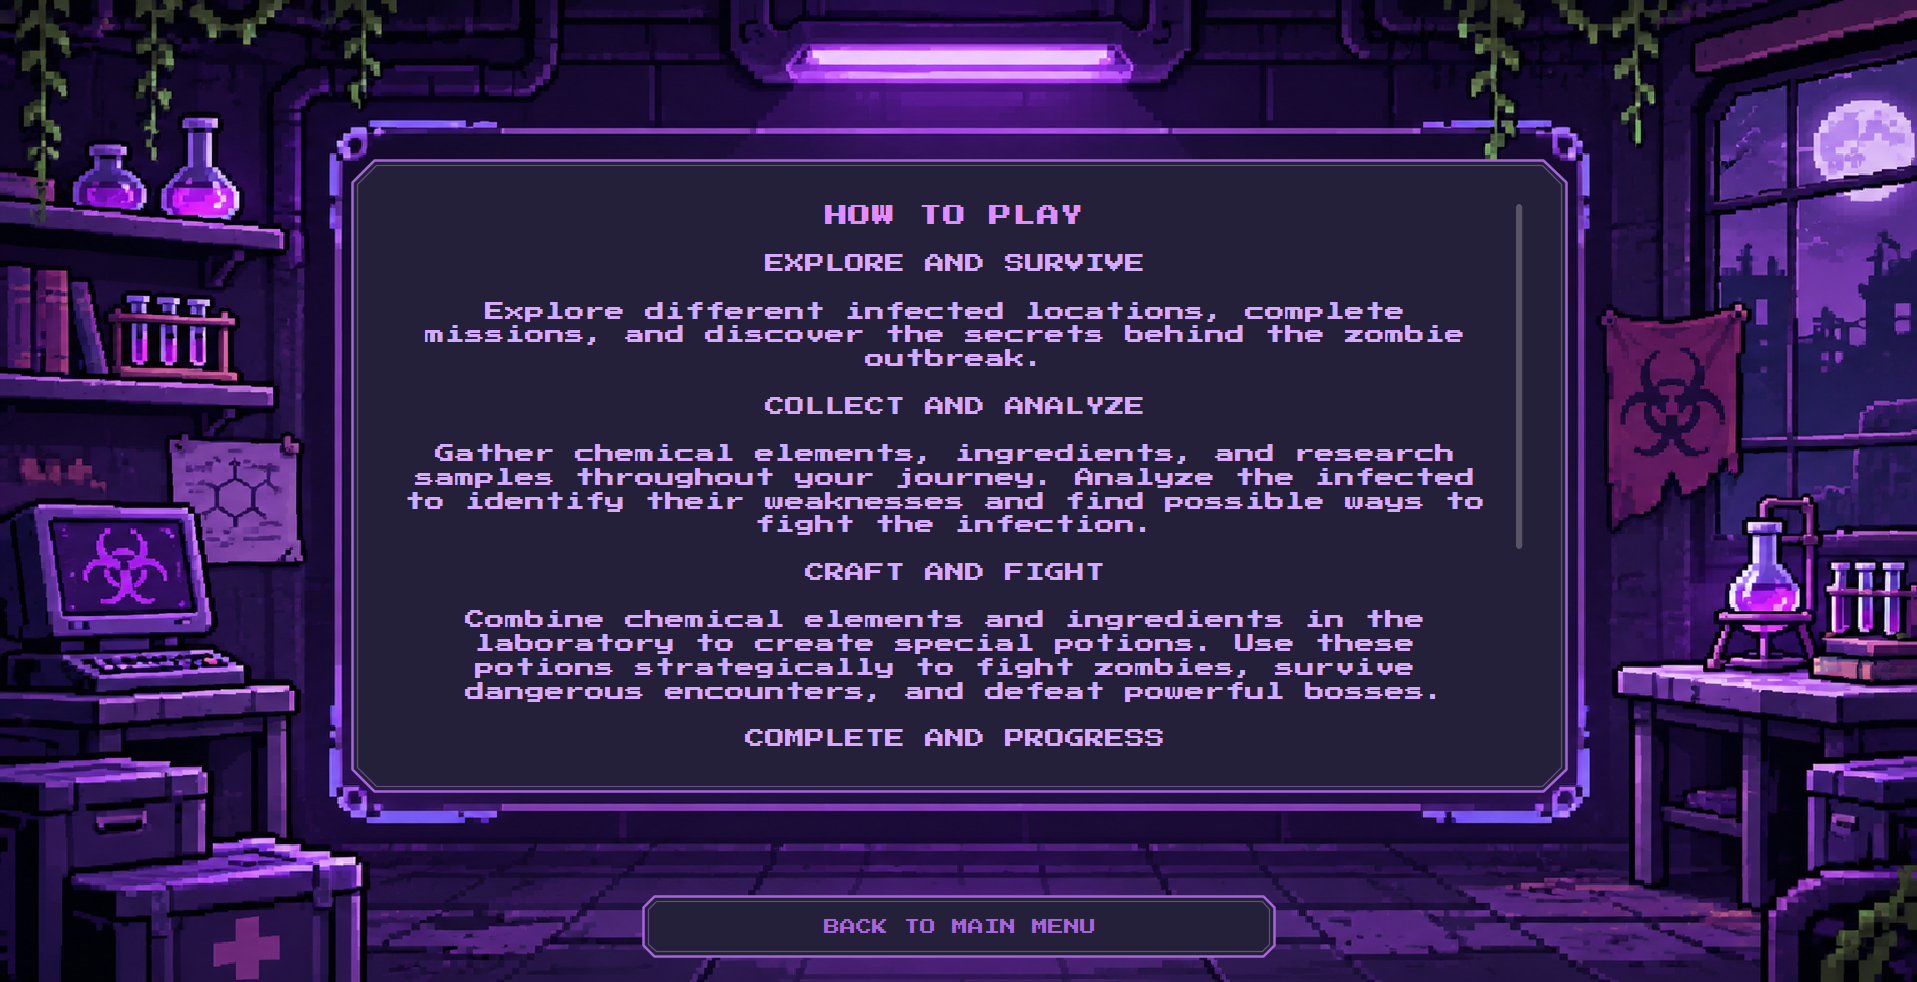 HOW TO PLAY
EXPLORE AND SURVIVE
Explore different infected locations, complete
missions, and discover the secrets behind the zombie
outbreak.
COLLECT AND ANALYZE
Gather chemical elements, ingredients, and research
samples throughout your journey. Analyze the infected
to identify their weaknesses and find possible ways to
fight the infection.
CRAFT AND FIGHT
Combine chemical elements and ingredients in the
laboratory to create special potions. Use these
potions strategically to fight zombies, survive
dangerous encounters, and defeat powerful bosses.
COMPLETE AND PROGRESS
BACK TO MAIN MENU